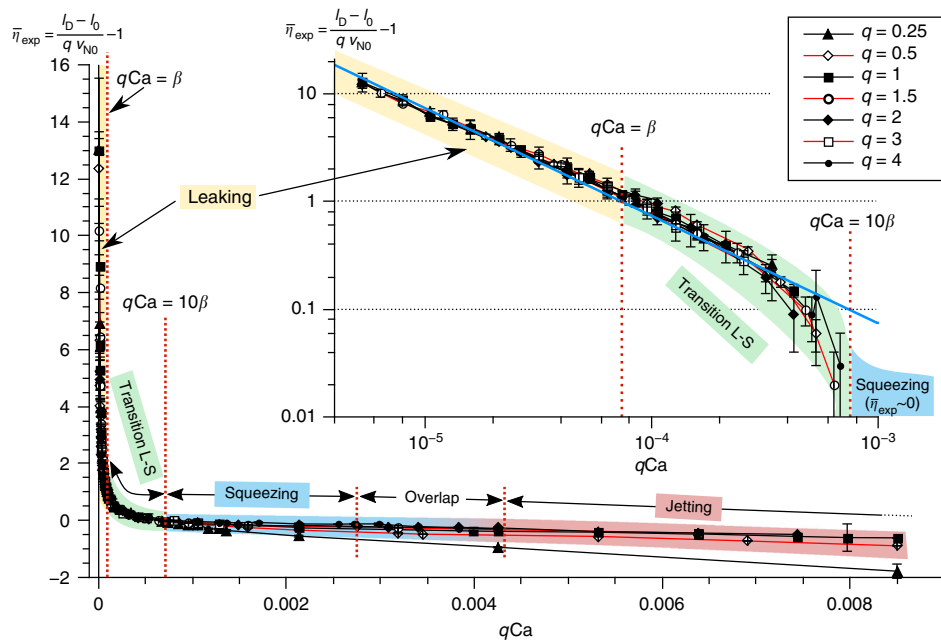 η̅exp = (lD – l0)/(q vN0) –1
η̅exp = (lD – l0)/(q vN0) –1
q = 0.25
q = 0.5
q = 1
q = 1.5
q = 2
q = 3
q = 4
16
14
12
10
8
6
4
2
0
−2
qCa = β
Leaking
qCa = 10β
Transition L-S
Squeezing
Overlap
Jetting
0
0.002
0.004
0.006
0.008
qCa
10
1
0.1
0.01
qCa = β
qCa = 10β
Transition L-S
Squeezing
(η̅exp~0)
10⁻⁵
10⁻⁴
10⁻³
qCa